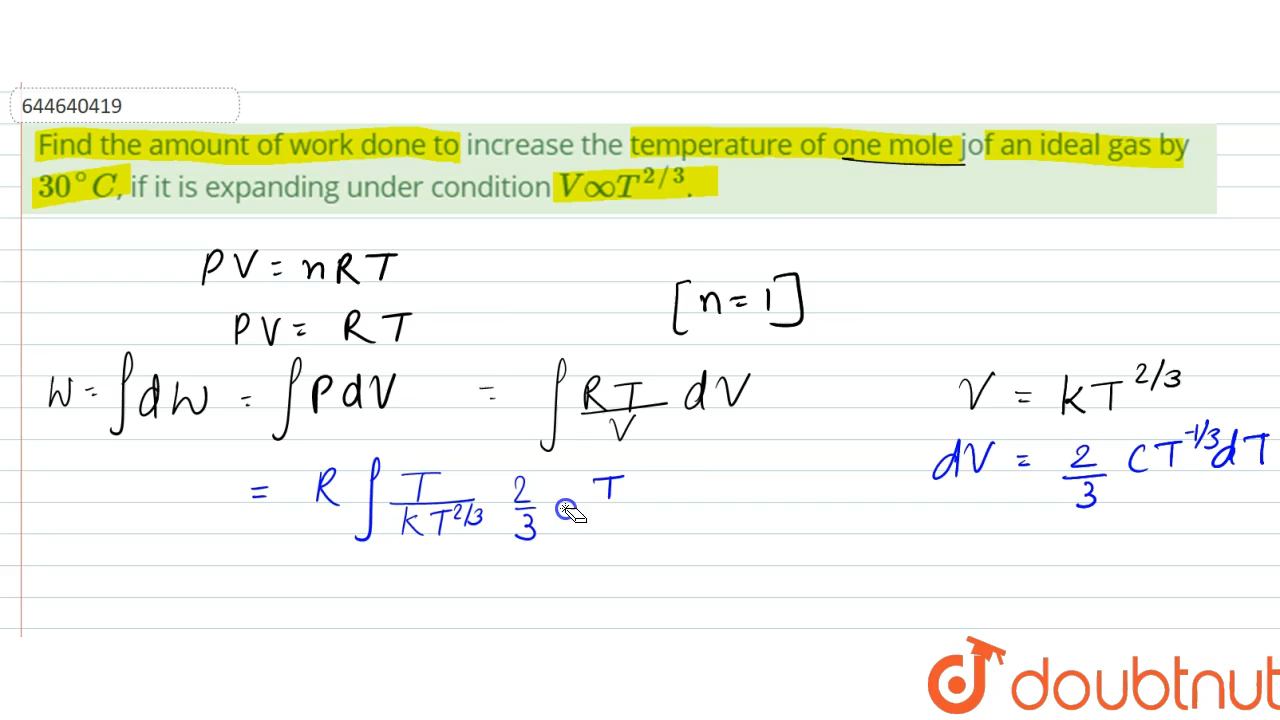 644640419
Find the amount of work done to increase the temperature of one mole jof an ideal gas by
30°C, if it is expanding under condition V∞T^{2/3}.
PV = nRT
[n = 1]
PV = RT
W = ∫dW = ∫PdV = ∫RT/V dV
V = kT^{2/3}
dV = 2/3 CT^{-1/3}dT
= R∫T/kT^{2/3} 2/3 T
doubtnut